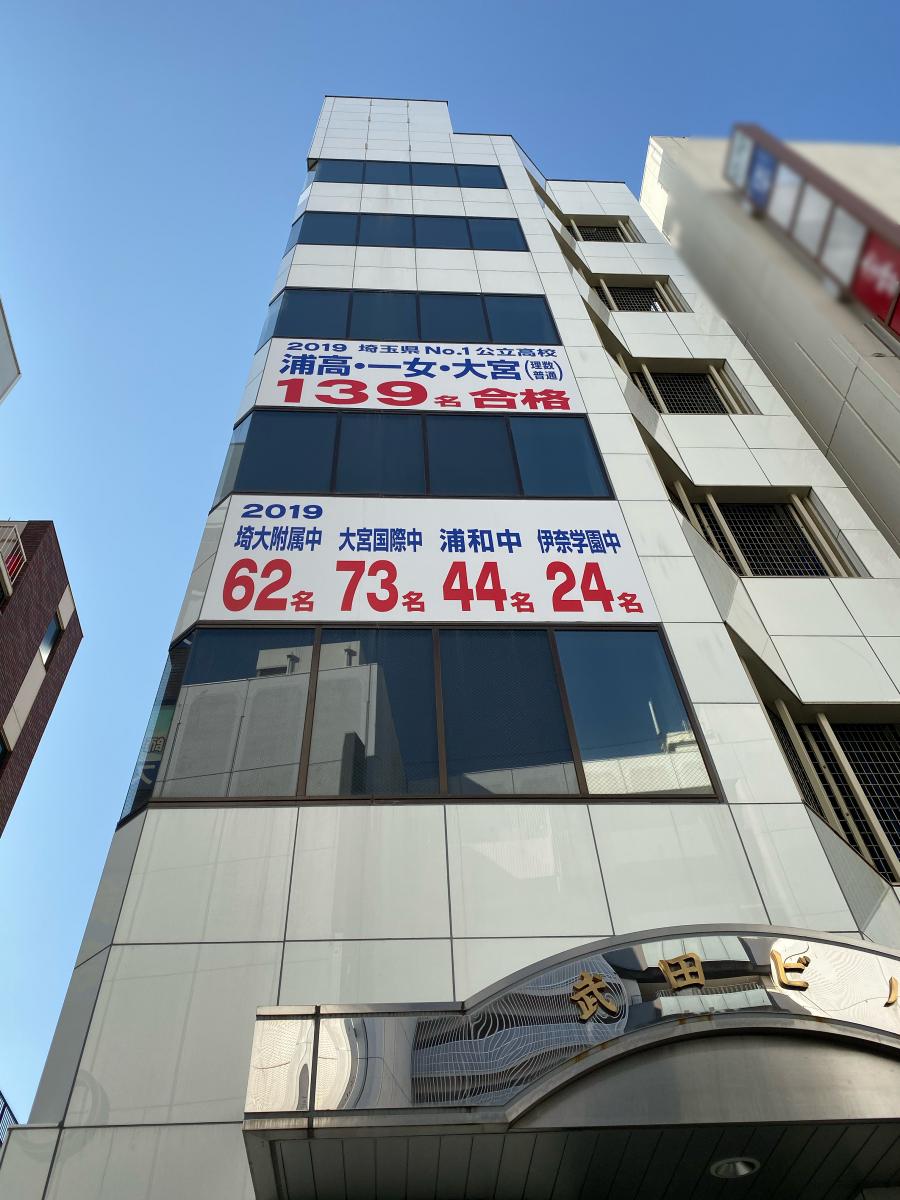 2019 埼玉県 No.1 公立高校
浦高・一女・大宮(理数 普通)
139名 合格
2019
埼大附属中 大宮国際中 浦和中 伊奈学園中
62名 73名 44名 24名
武田ビ